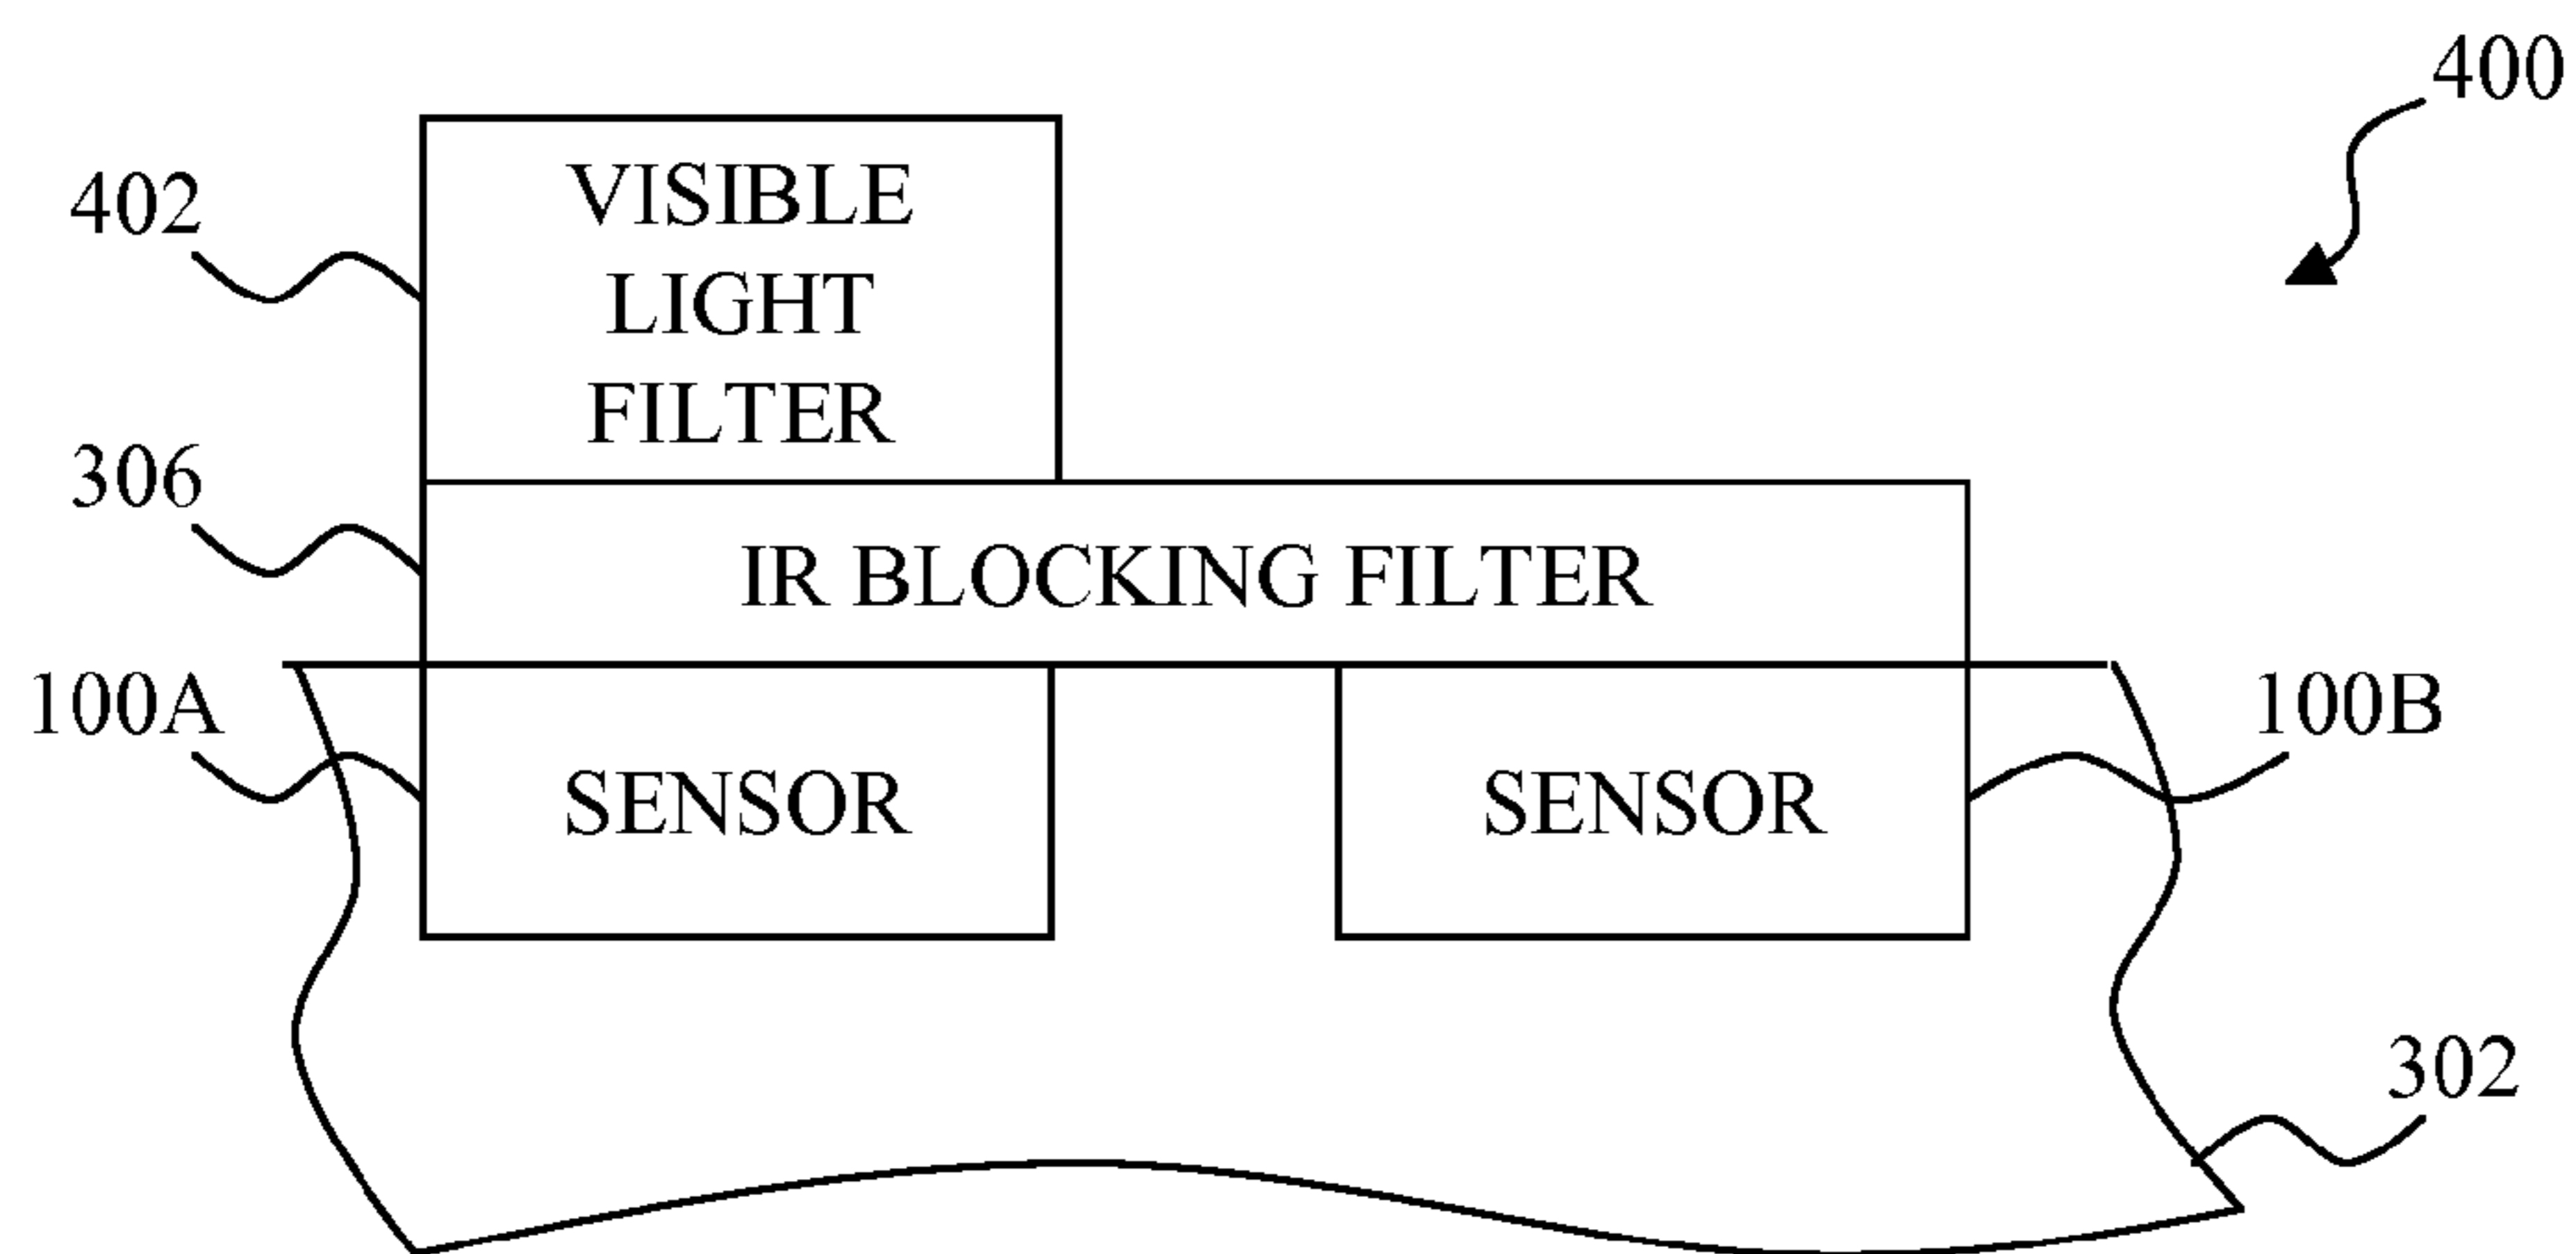 400
402
VISIBLE
LIGHT
FILTER
306
IR BLOCKING FILTER
100A
SENSOR
SENSOR
100B
302